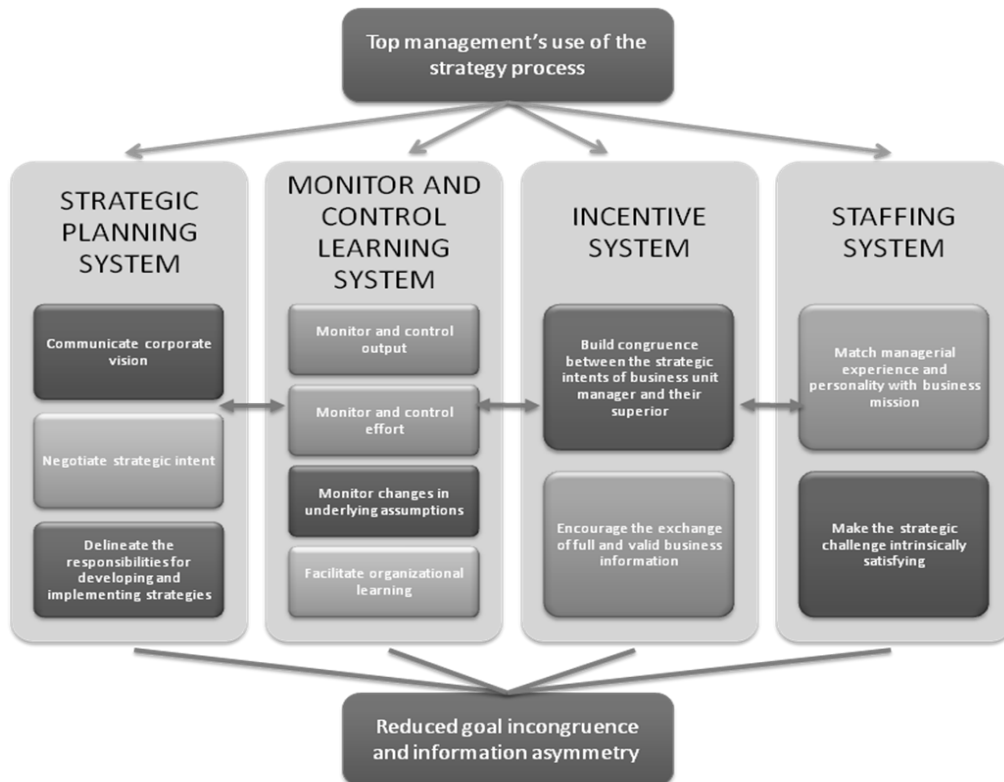 Top management's use of the
strategy process
STRATEGIC
PLANNING
SYSTEM
Communicate corporate
vision
Negotiate strategic intent
Delineate the
responsibilities for
developing and
implementing strategies
MONITOR AND
CONTROL
LEARNING
SYSTEM
Monitor and control
output
Monitor and control
effort
Monitor changes in
underlying assumptions
Facilitate organizational
learning
INCENTIVE
SYSTEM
Build congruence
between the strategic
intents of business unit
manager and their
superior
Encourage the exchange
of full and valid business
information
STAFFING
SYSTEM
Match managerial
experience and
personality with business
mission
Make the strategic
challenge intrinsically
satisfying
Reduced goal incongruence
and information asymmetry